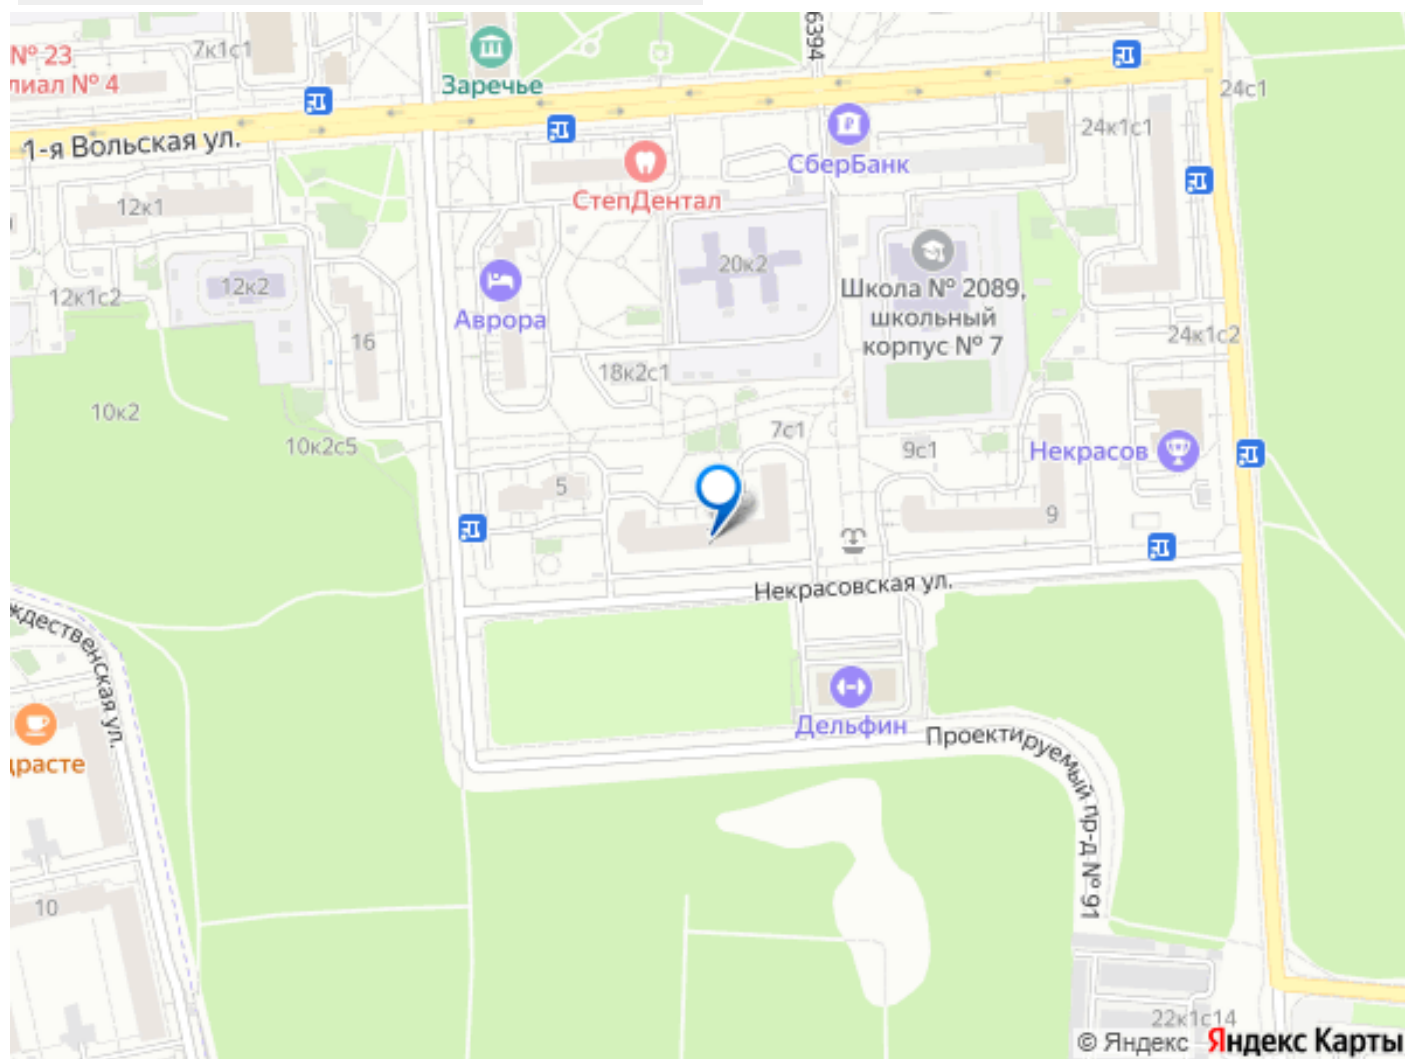 № 23
лиал № 4
7к1с1
Заречье
6394
24с1
24к1с1
1-я Вольская ул.
СберБанк
СтепДентал
12к1
20к2
Школа № 2089,
школьный
корпус № 7
12к1с2
12к2
Аврора
16
24к1с2
18к2с1
10к2
10к2с5
7с1
9с1
Некрасов
5
9
Некрасовская ул.
ждественская ул.
Дельфин
Проектируемый пр-д № 91
драсте
10
22к1с14
© Яндекс Яндекс Карты